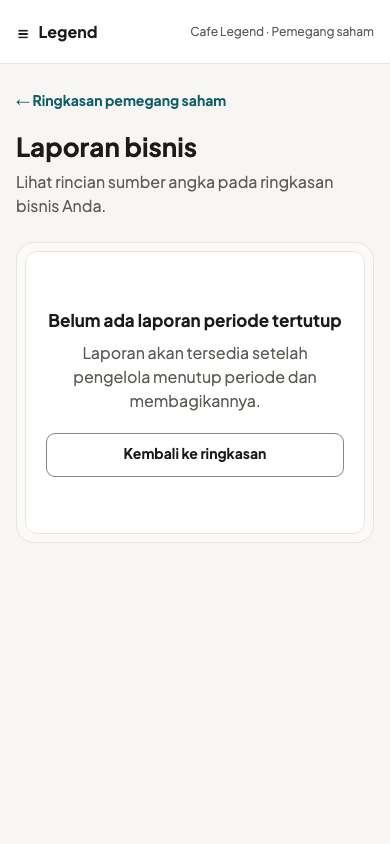 ≡ Legend
Cafe Legend · Pemegang saham
← Ringkasan pemegang saham
Laporan bisnis
Lihat rincian sumber angka pada ringkasan
bisnis Anda.
Belum ada laporan periode tertutup
Laporan akan tersedia setelah
pengelola menutup periode dan
membagikannya.
Kembali ke ringkasan